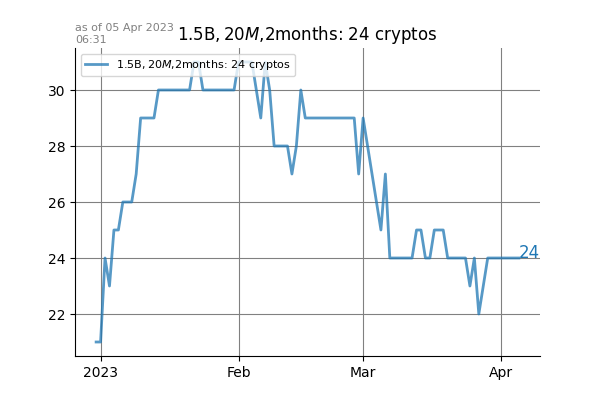 as of 05 Apr 2023
06:31
1.5B, 20M,2months: 24 cryptos
1.5B, 20M,2months: 24 cryptos
30
28
26
24
22
24
2023
Feb
Mar
Apr